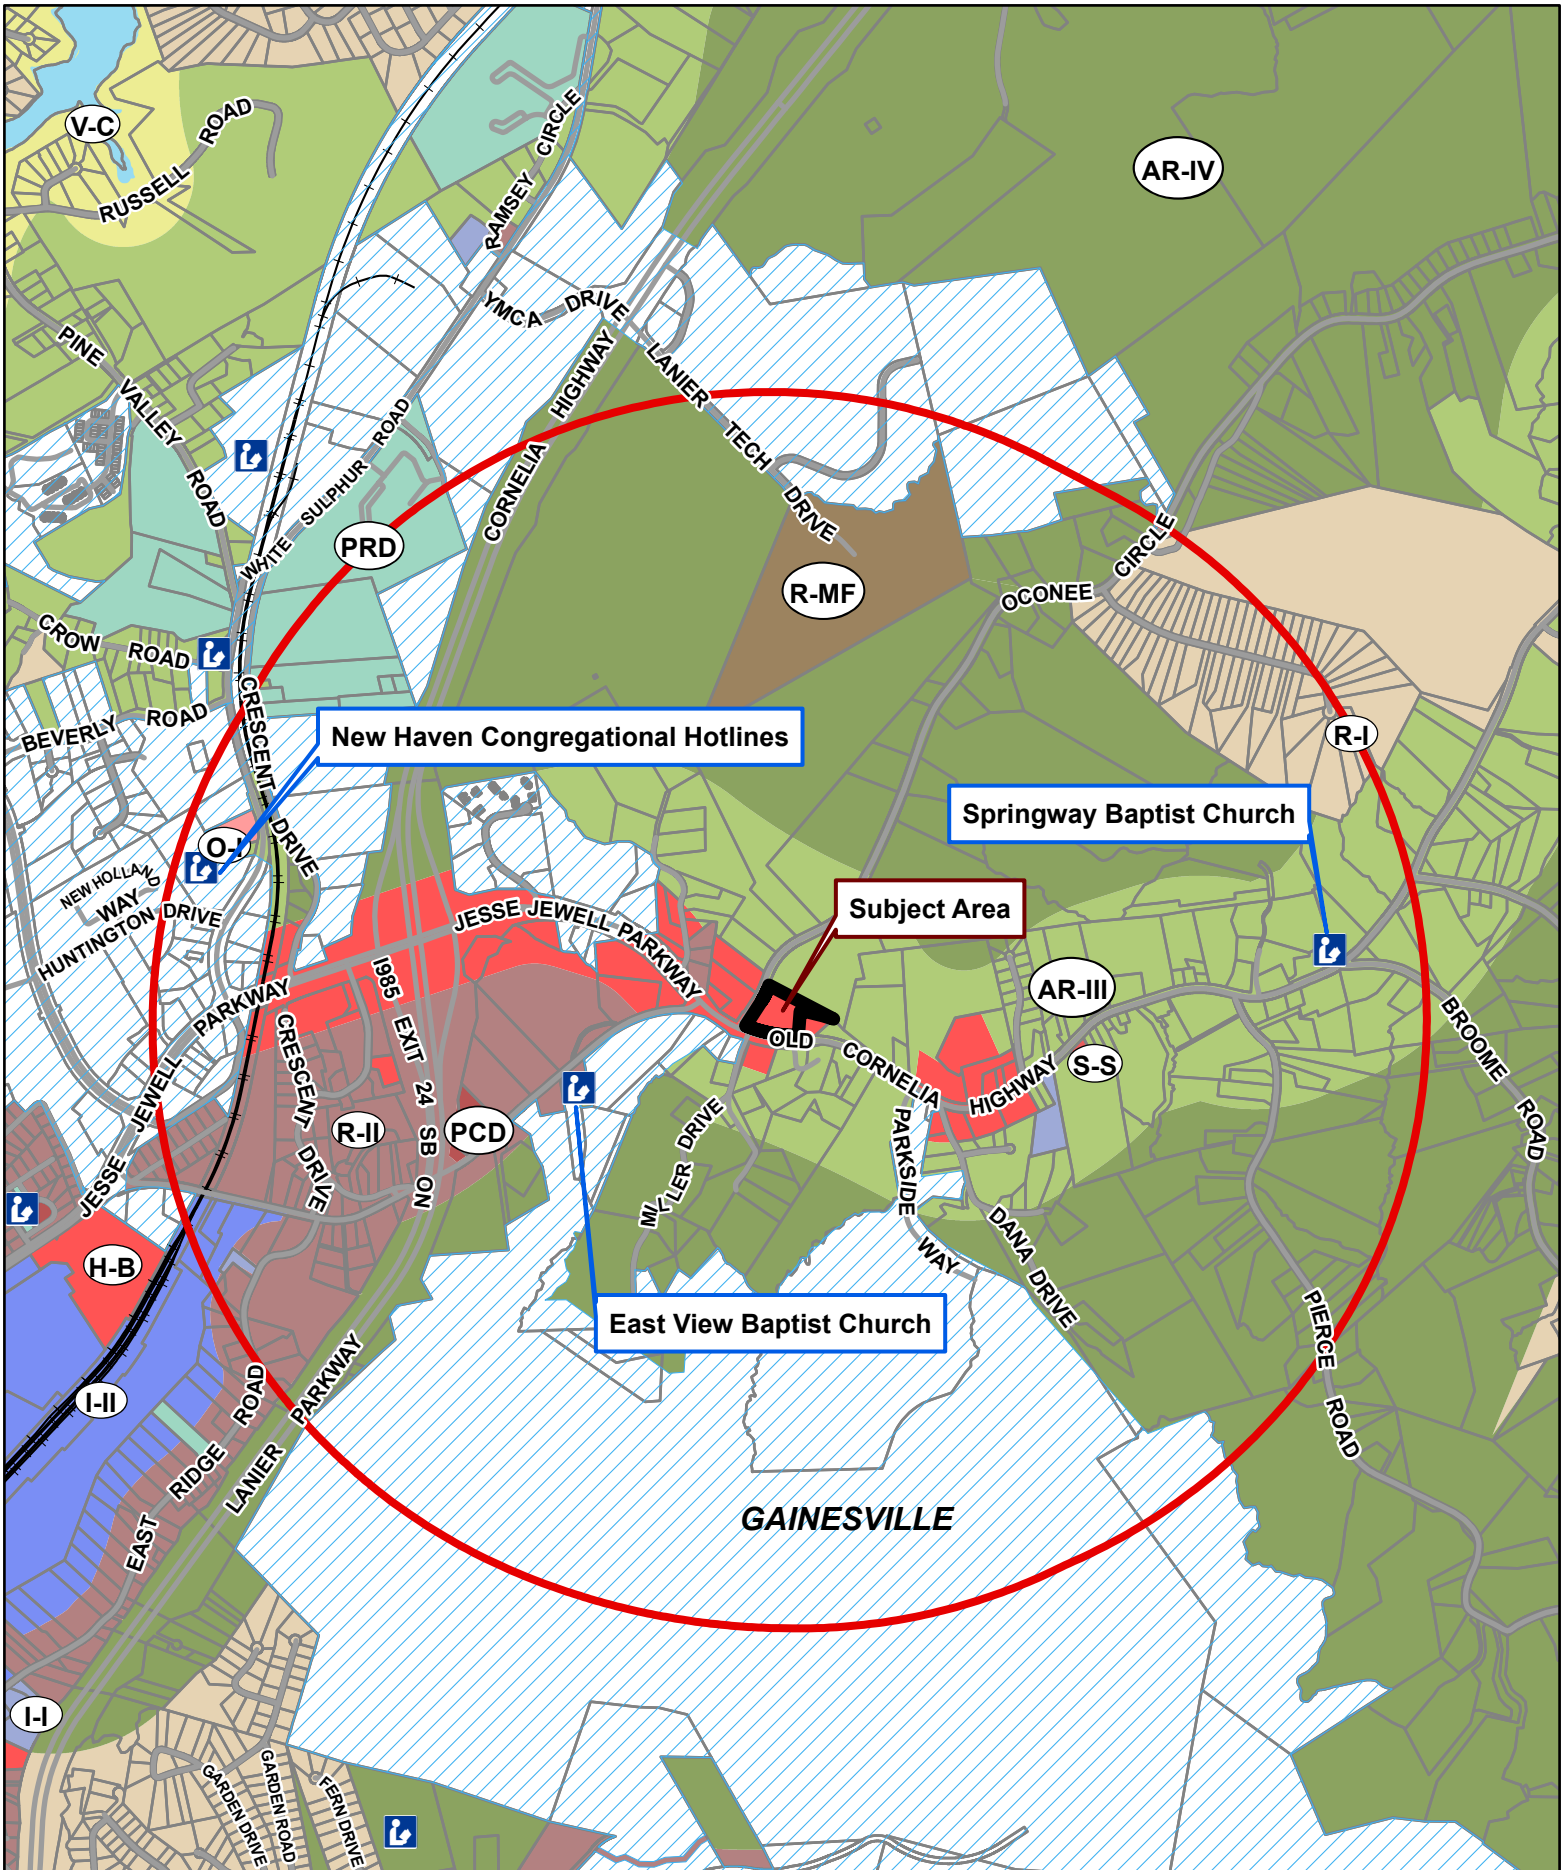 V-C
RUSSELL ROAD
AR-IV
RAMSEY CIRCLE
YMCA DRIVE
PINE VALLEY ROAD
LANIER TECH DRIVE
CORNELIA HIGHWAY
WHITE SULPHUR ROAD
PRD
R-MF
OCONEE CIRCLE
CROW ROAD
BEVERLY ROAD
CRESCENT DRIVE
New Haven Congregational Hotlines
R-I
Springway Baptist Church
O-I
NEW HOLLAND WAY
HUNTINGTON DRIVE
Subject Area
JESSE JEWELL PARKWAY
JESSE JEWELL PARKWAY
I985 EXIT 24 SB ON
AR-III
OLD CORNELIA HIGHWAY
S-S
BROOME ROAD
CRESCENT DRIVE
R-II
PCD
MILLER DRIVE
PARKSIDE WAY
DANA DRIVE
H-B
East View Baptist Church
PIERCE ROAD
I-II
EAST RIDGE ROAD
LANIER PARKWAY
GAINESVILLE
I-I
GARDEN DRIVE
GARDEN ROAD
FERN DRIVE